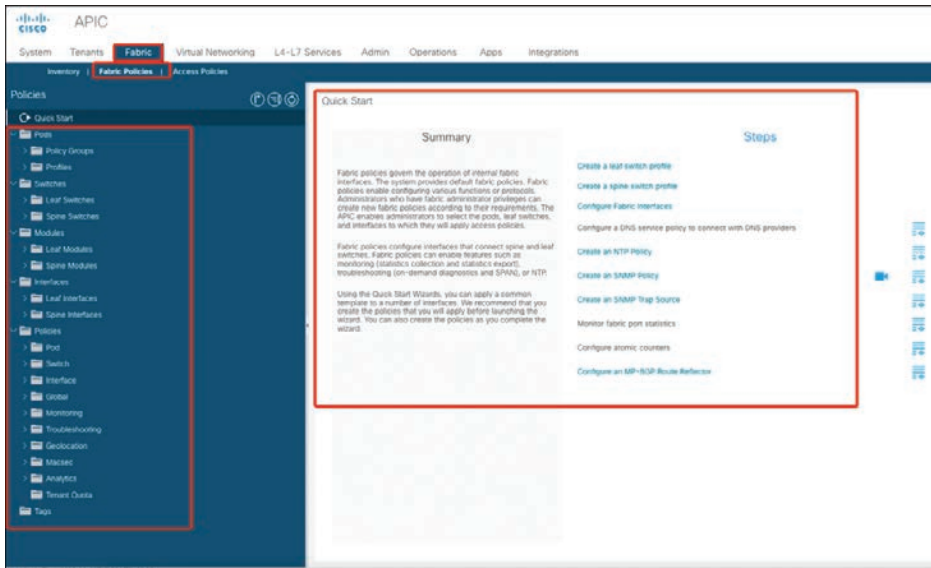 CISCO
APIC
System Tenants Fabric Virtual Networking L4-L7 Services Admin Operations Apps Integrations
Inventory | Fabric Policies | Access Policies
Policies
Quick Start
Pods
Policy Groups
Profiles
Switches
Leaf Switches
Spine Switches
Modules
Leaf Modules
Spine Modules
Interfaces
Leaf Interfaces
Spine Interfaces
Policies
Pod
Switch
Interface
Global
Monitoring
Troubleshooting
Geolocation
Macsec
Analytics
Tenant Quota
Tags
Quick Start
Summary
Fabric policies govern the operation of internal fabric
interfaces. The system provides default fabric policies. Fabric
policies enable configuring various functions or protocols.
Administrators who have fabric administrator privileges can
create new fabric policies according to their requirements. The
APIC enables administrators to select the pods, leaf switches,
and interfaces to which they will apply access policies.
Fabric policies configure interfaces that connect spine and leaf
switches. Fabric policies can enable features such as
monitoring (statistics collection and statistics export),
troubleshooting (on-demand diagnostics and SPAN), or NTP.
Using the Quick Start Wizards, you can apply a common
template to a number of interfaces. We recommend that you
create the policies that you will apply before launching the
wizard. You can also create the policies as you complete the
wizard.
Steps
Create a leaf switch profile
Create a spine switch profile
Configure Fabric Interfaces
Configure a DNS service policy to connect with DNS providers
Create an NTP Policy
Create an SNMP Policy
Create an SNMP Trap Source
Monitor fabric port statistics
Configure atomic counters
Configure an MP-BGP Route Reflector